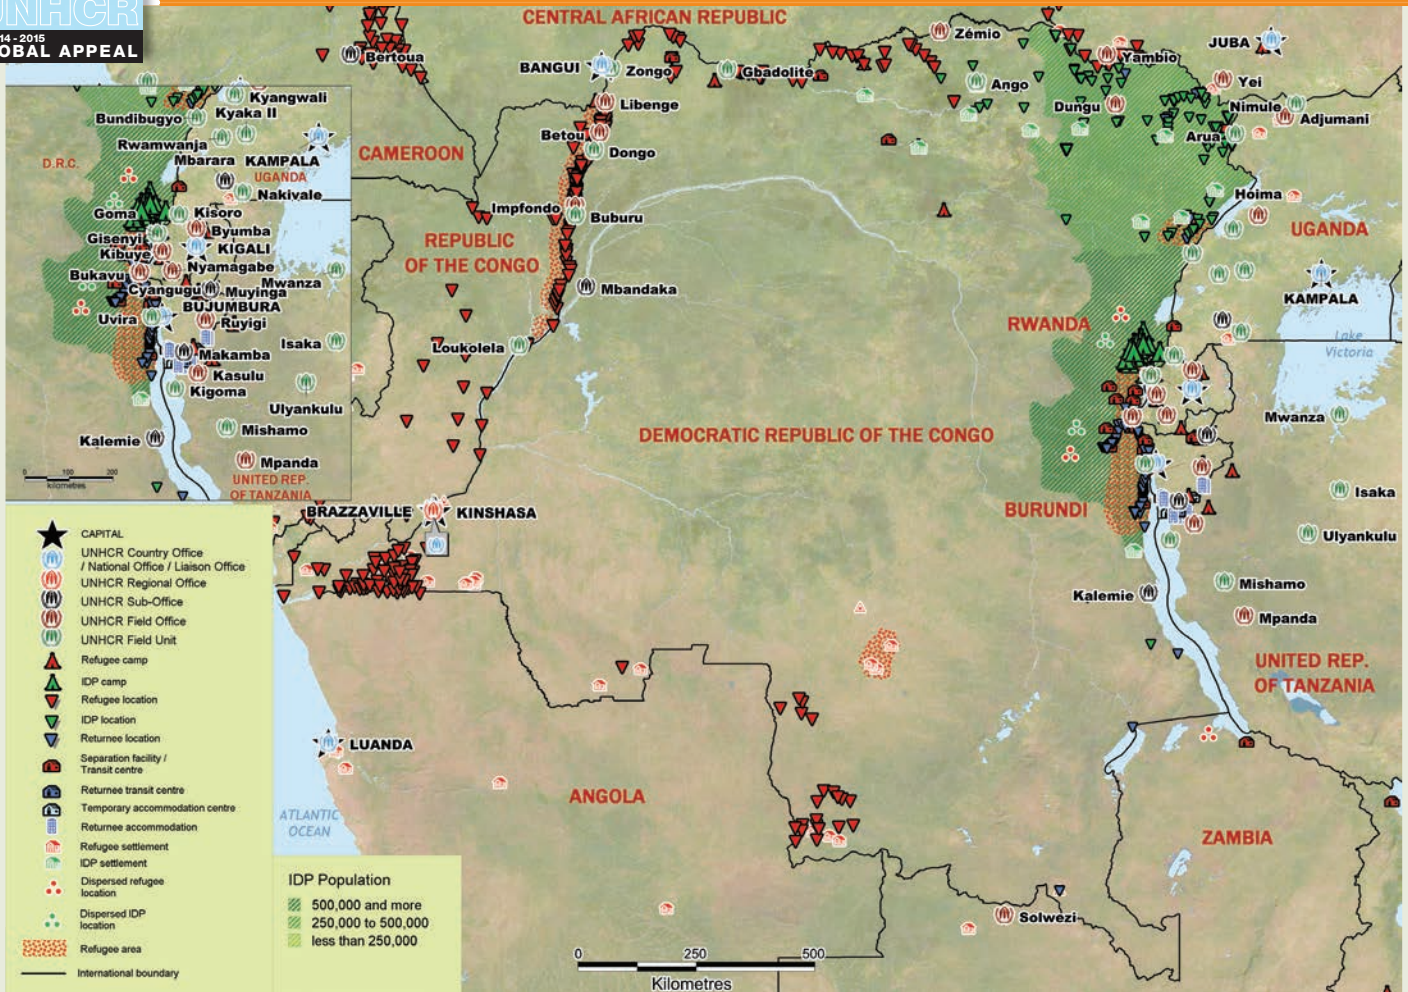 UNHCR
14 - 2015
OBAL APPEAL
CENTRAL AFRICAN REPUBLIC
Bertoua
BANGUI
Zongo
Gbadolite
Zémio
Yambio
JUBA
Ango
Yei
Libenge
Dungu
Nimule
Adjumani
Betou
Dongo
Arua
CAMEROON
Impfondo
Buburu
Hoima
REPUBLIC
OF THE CONGO
UGANDA
Mbandaka
KAMPALA
RWANDA
Loukolela
Lake
Victoria
Mwanza
DEMOCRATIC REPUBLIC OF THE CONGO
BRAZZAVILLE
KINSHASA
BURUNDI
Isaka
Ulyankulu
Kalemie
Mishamo
Mpanda
UNITED REP.
OF TANZANIA
LUANDA
ANGOLA
ATLANTIC
OCEAN
ZAMBIA
Solwezi
0 250 500
Kilometres
Kyangwali
Bundibugyo
Kyaka II
Rwamwanja
D.R.C.
Mbarara
KAMPALA
UGANDA
Nakivale
Goma
Kisoro
Byumba
Gisenyi
KIGALI
Kibuye
Nyamagabe
Bukavu
Mwanza
Cyangugu
Muyinga
BUJUMBURA
Uvira
Ruyigi
Isaka
Makamba
Kasulu
Kigoma
Ulyankulu
Mishamo
Kalemie
Mpanda
UNITED REP.
OF TANZANIA
0 100 200
kilometres
CAPITAL
UNHCR Country Office
/ National Office / Liaison Office
UNHCR Regional Office
UNHCR Sub-Office
UNHCR Field Office
UNHCR Field Unit
Refugee camp
IDP camp
Refugee location
IDP location
Returnee location
Separation facility /
Transit centre
Returnee transit centre
Temporary accommodation centre
Returnee accommodation
Refugee settlement
IDP settlement
Dispersed refugee
location
Dispersed IDP
location
Refugee area
International boundary
IDP Population
500,000 and more
250,000 to 500,000
less than 250,000